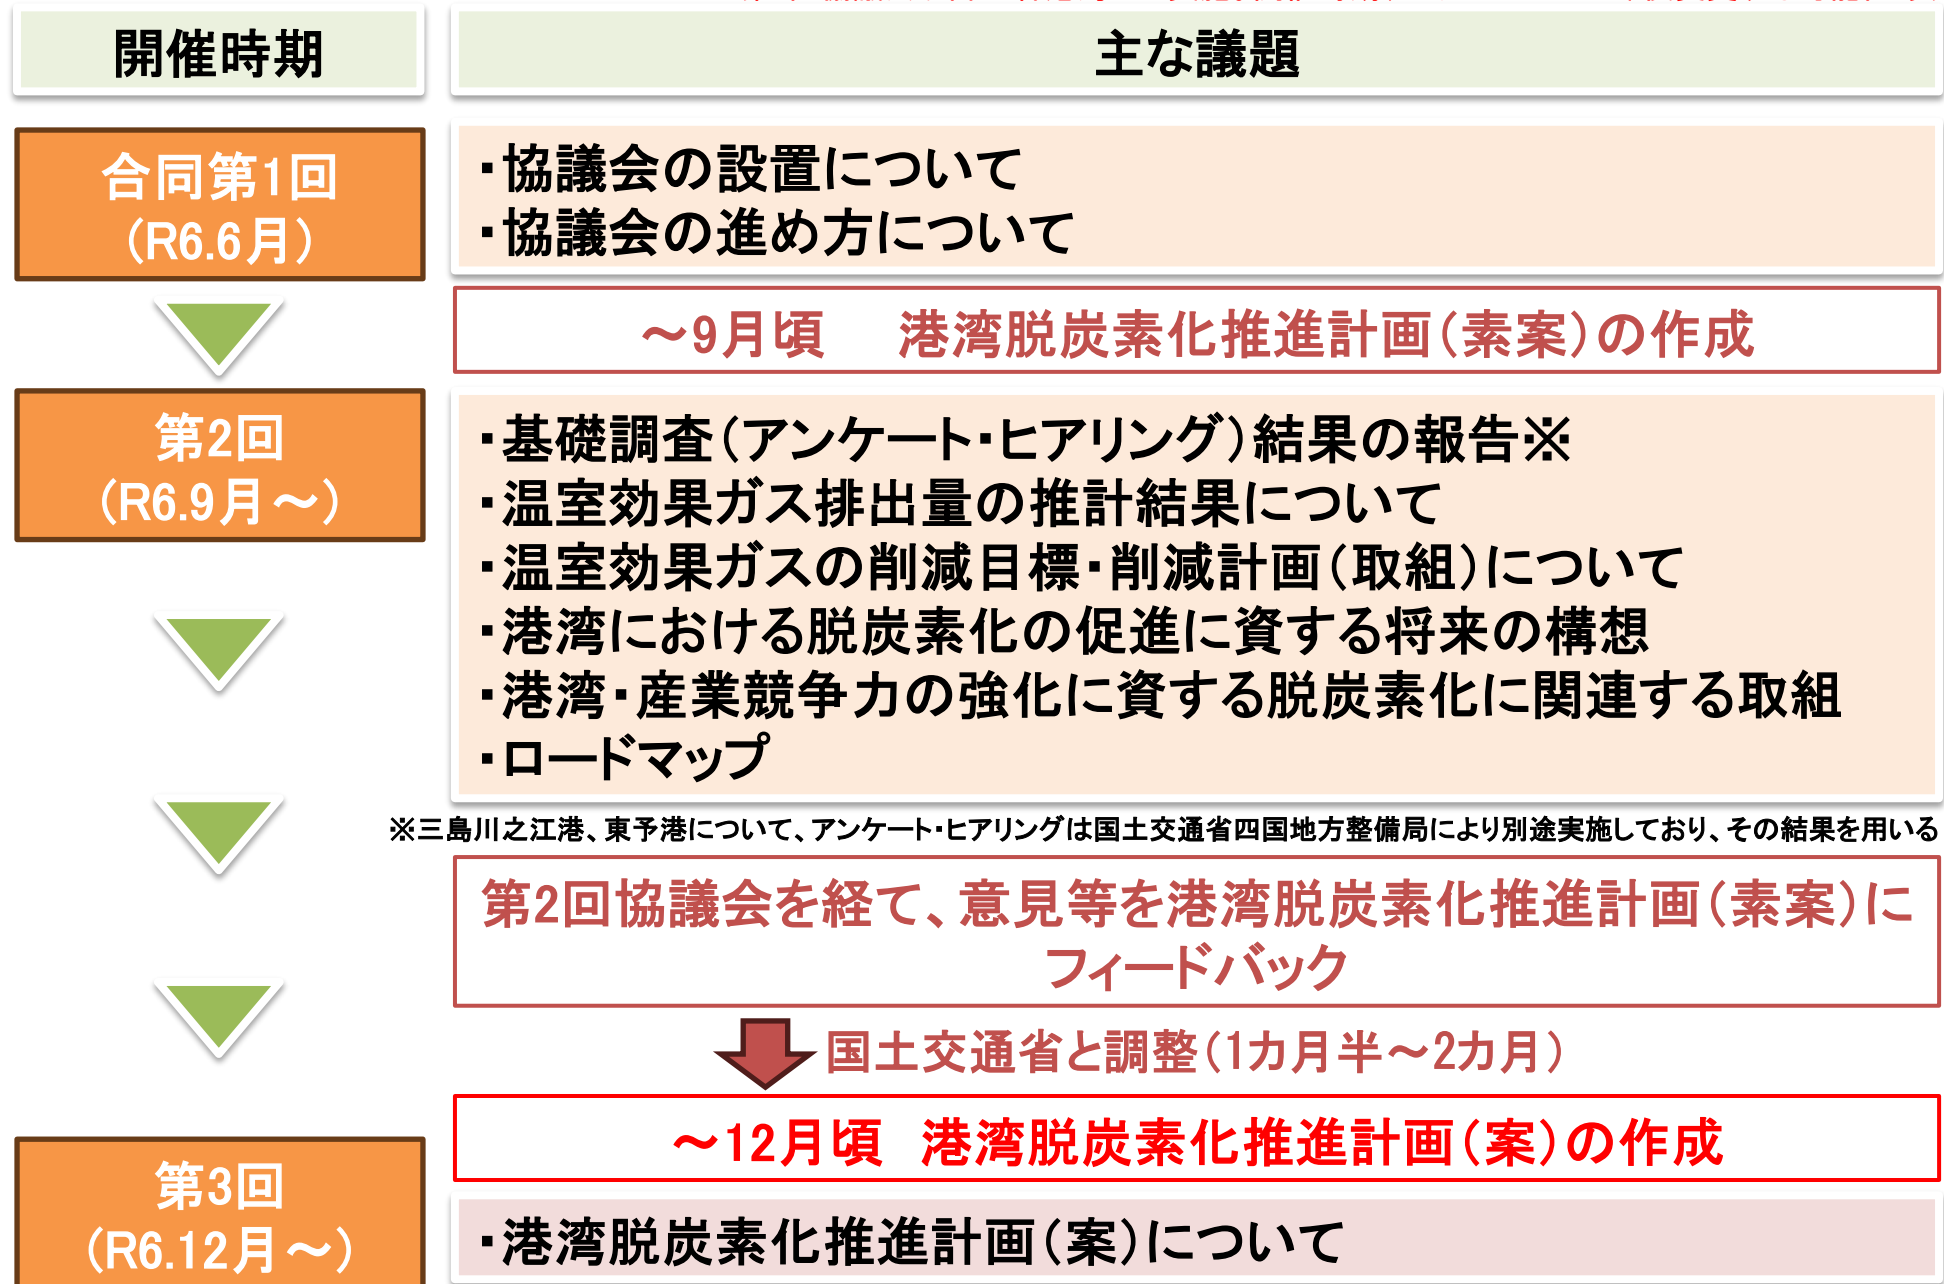 開催時期
主な議題
合同第1回
(R6.6月)
・協議会の設置について
・協議会の進め方について
～9月頃　港湾脱炭素化推進計画(素案)の作成
第2回
(R6.9月～)
・基礎調査(アンケート・ヒアリング)結果の報告※
・温室効果ガス排出量の推計結果について
・温室効果ガスの削減目標・削減計画(取組)について
・港湾における脱炭素化の促進に資する将来の構想
・港湾・産業競争力の強化に資する脱炭素化に関連する取組
・ロードマップ
※三島川之江港、東予港について、アンケート・ヒアリングは国土交通省四国地方整備局により別途実施しており、その結果を用いる
第2回協議会を経て、意見等を港湾脱炭素化推進計画(素案)に
フィードバック
国土交通省と調整(1カ月半～2カ月)
～12月頃　港湾脱炭素化推進計画(案)の作成
第3回
(R6.12月～)
・港湾脱炭素化推進計画(案)について